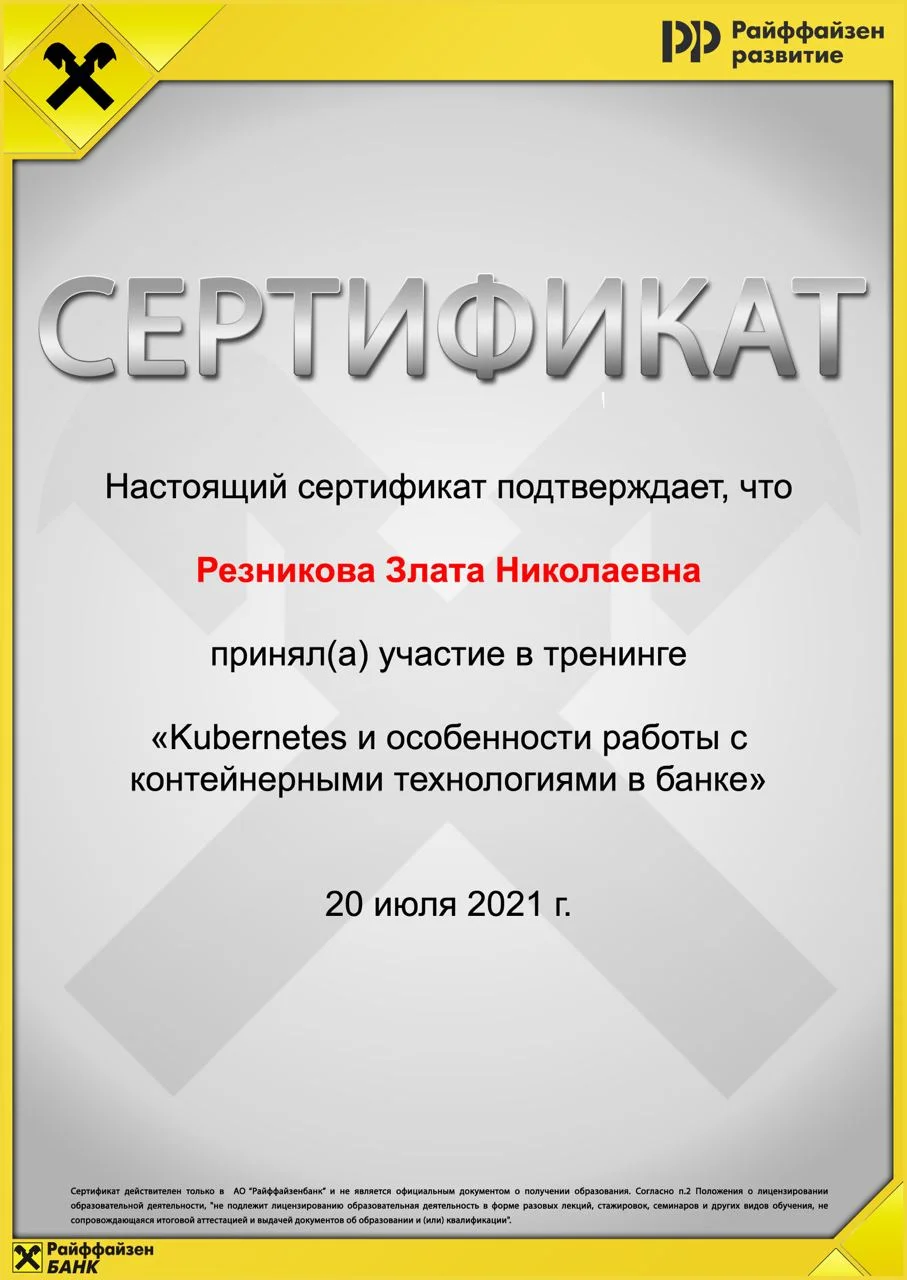 Райффайзен
развитие
СЕРТИФИКАТ
Настоящий сертификат подтверждает, что
Резникова Злата Николаевна
принял(а) участие в тренинге
«Kubernetes и особенности работы с
контейнерными технологиями в банке»
20 июля 2021 г.
Сертификат действителен только в АО "Райффайзенбанк" и не является официальным документом о получении образования. Согласно п.2 Положения о лицензировании
образовательной деятельности, "не подлежит лицензированию образовательная деятельность в форме разовых лекций, стажировок, семинаров и других видов обучения, не
сопровождающаяся итоговой аттестацией и выдачей документов об образовании и (или) квалификации".
Райффайзен
БАНК